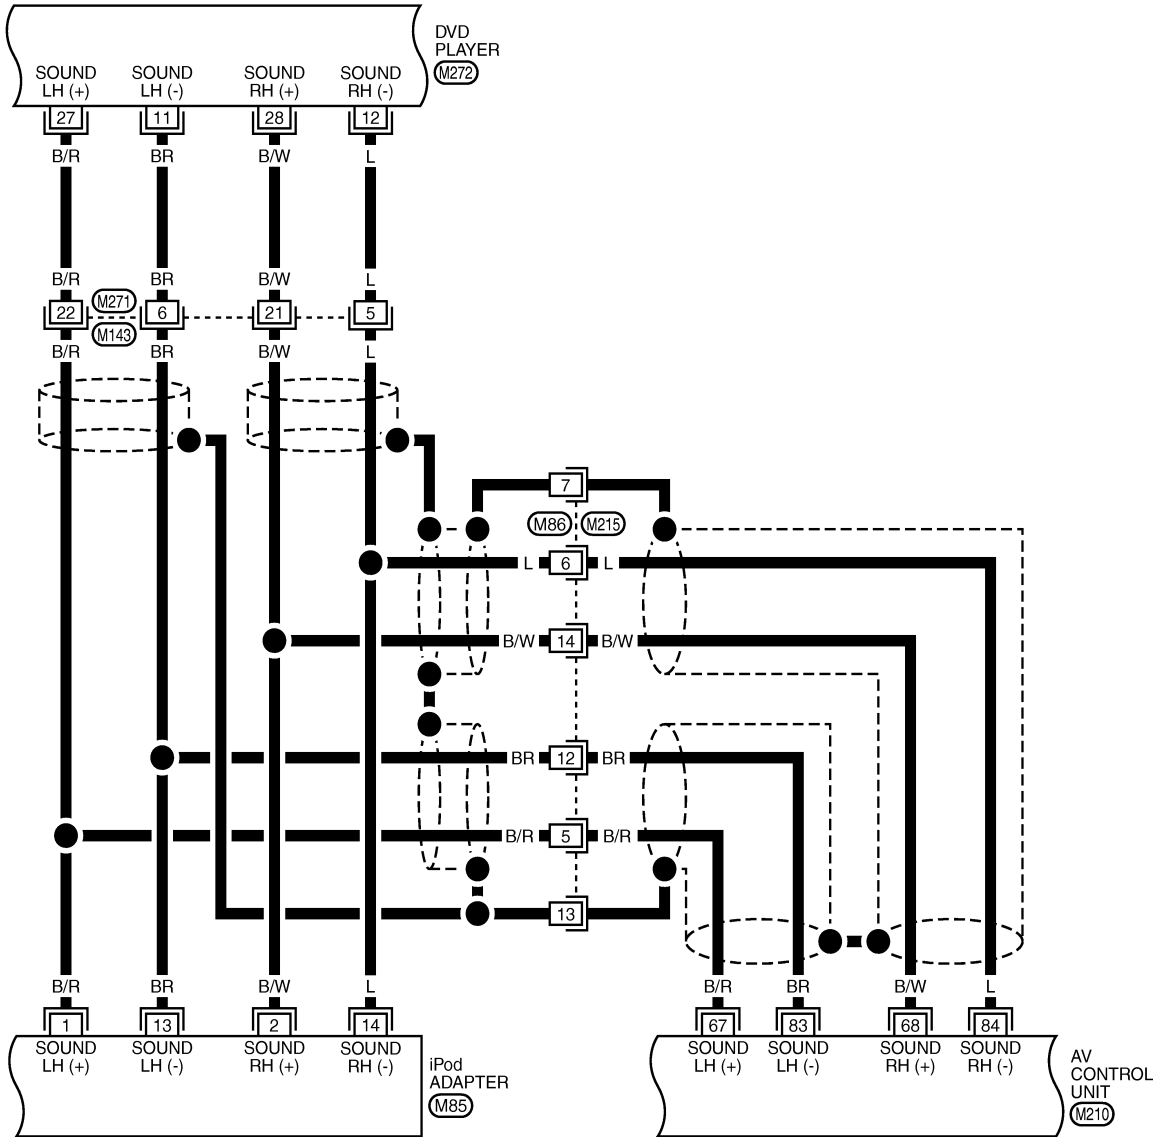 DVD
PLAYER
M272
SOUND SOUND SOUND SOUND
LH (+) LH (-) RH (+) RH (-)
27 11 28 12
B/R BR B/W L
B/R BR B/W L
M271
22 6 21 5
M143
B/R BR B/W L
7
M86 M215
L 6 L
B/W 14 B/W
BR 12 BR
B/R 5 B/R
13
B/R BR B/W L B/R BR B/W L
1 13 2 14 67 83 68 84
SOUND SOUND SOUND SOUND SOUND SOUND SOUND SOUND
LH (+) LH (-) RH (+) RH (-) LH (+) LH (-) RH (+) RH (-)
iPod
ADAPTER
M85
AV
CONTROL
UNIT
M210